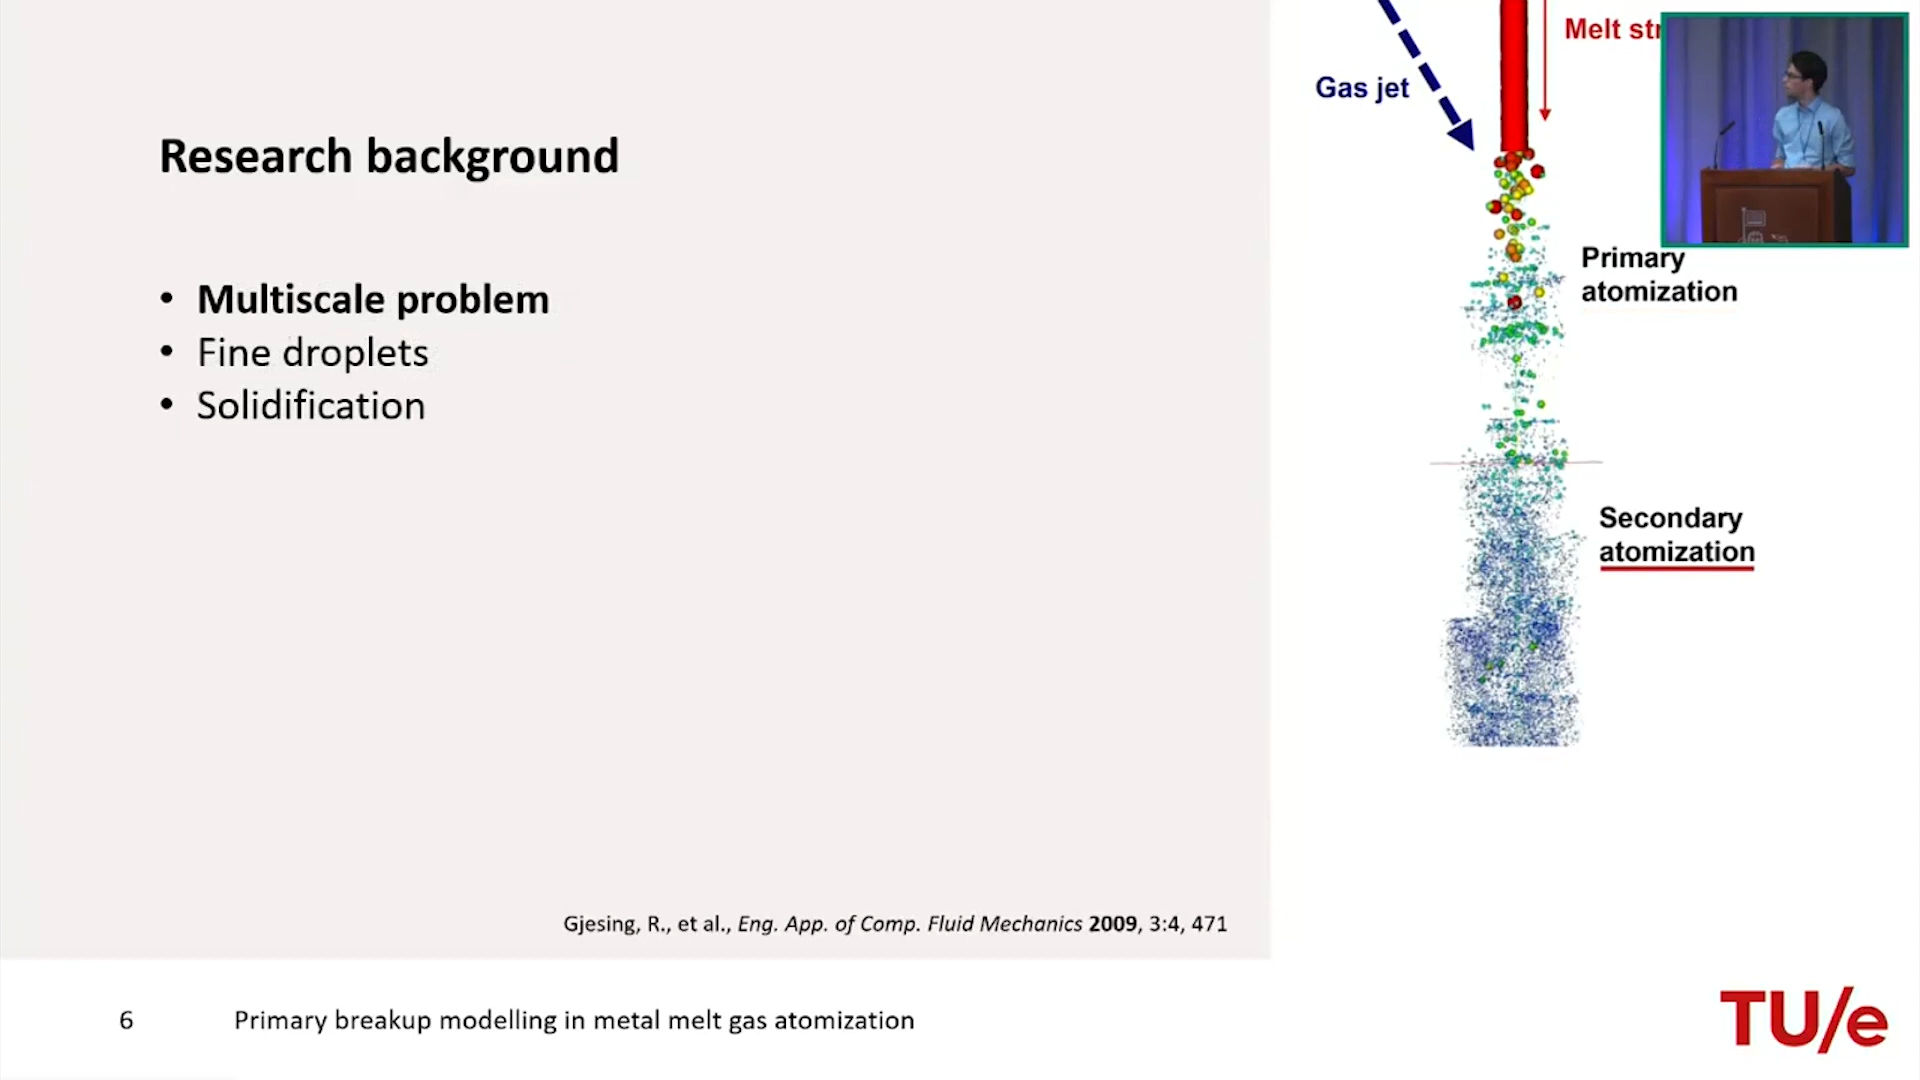 Research background
• Multiscale problem
• Fine droplets
• Solidification
Gjesing, R., et al., Eng. App. of Comp. Fluid Mechanics 2009, 3:4, 471
Melt
Gas jet
Primary
atomization
Secondary
atomization
6
Primary breakup modelling in metal melt gas atomization
TU/e